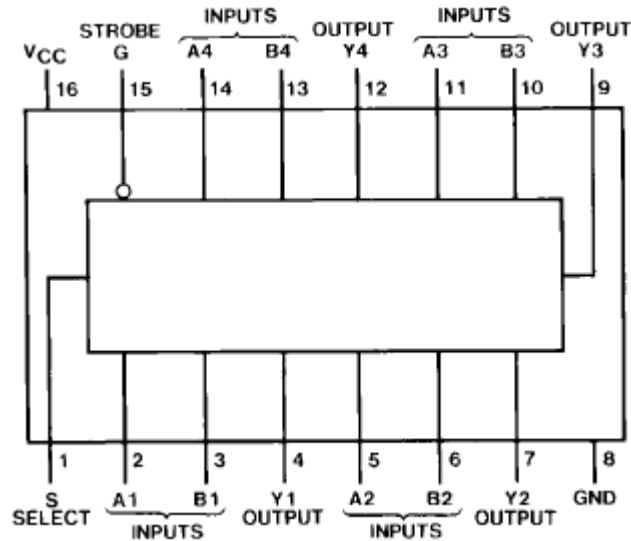 INPUTS INPUTS
STROBE OUTPUT OUTPUT
VCC G A4 B4 Y4 A3 B3 Y3
16 15 14 13 12 11 10 9
1 2 3 4 5 6 7 8
S A1 B1 Y1 A2 B2 Y2 GND
SELECT OUTPUT OUTPUT
INPUTS INPUTS